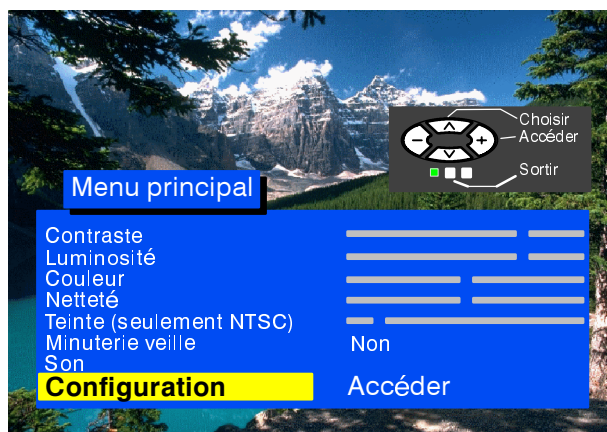 Choisir
Accéder
Sortir
Menu principal
Contraste
Luminosité
Couleur
Netteté
Teinte (seulement NTSC)
Minuterie veille Non
Son
Configuration Accéder